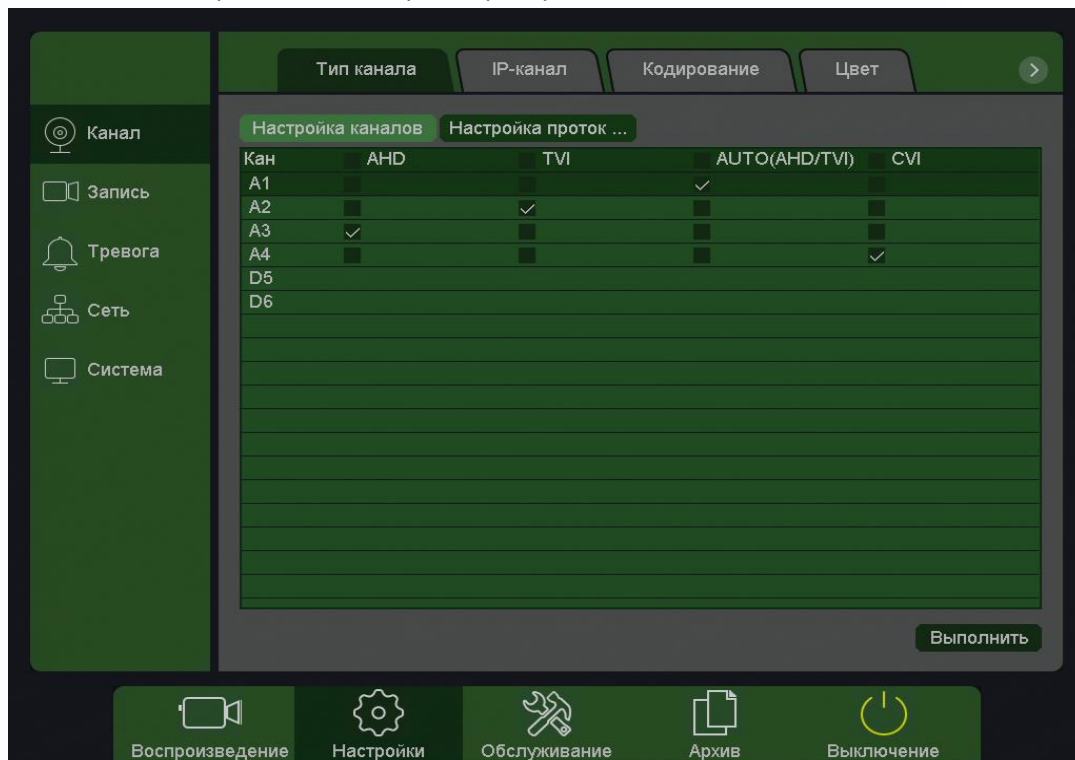 Тип канала IP-канал Кодирование Цвет
Канал
Запись
Тревога
Сеть
Система
Настройка каналов Настройка проток ...
Кан AHD TVI AUTO(AHD/TVI) CVI
A1
A2
A3
A4
D5
D6
Выполнить
Воспроизведение Настройки Обслуживание Архив Выключение